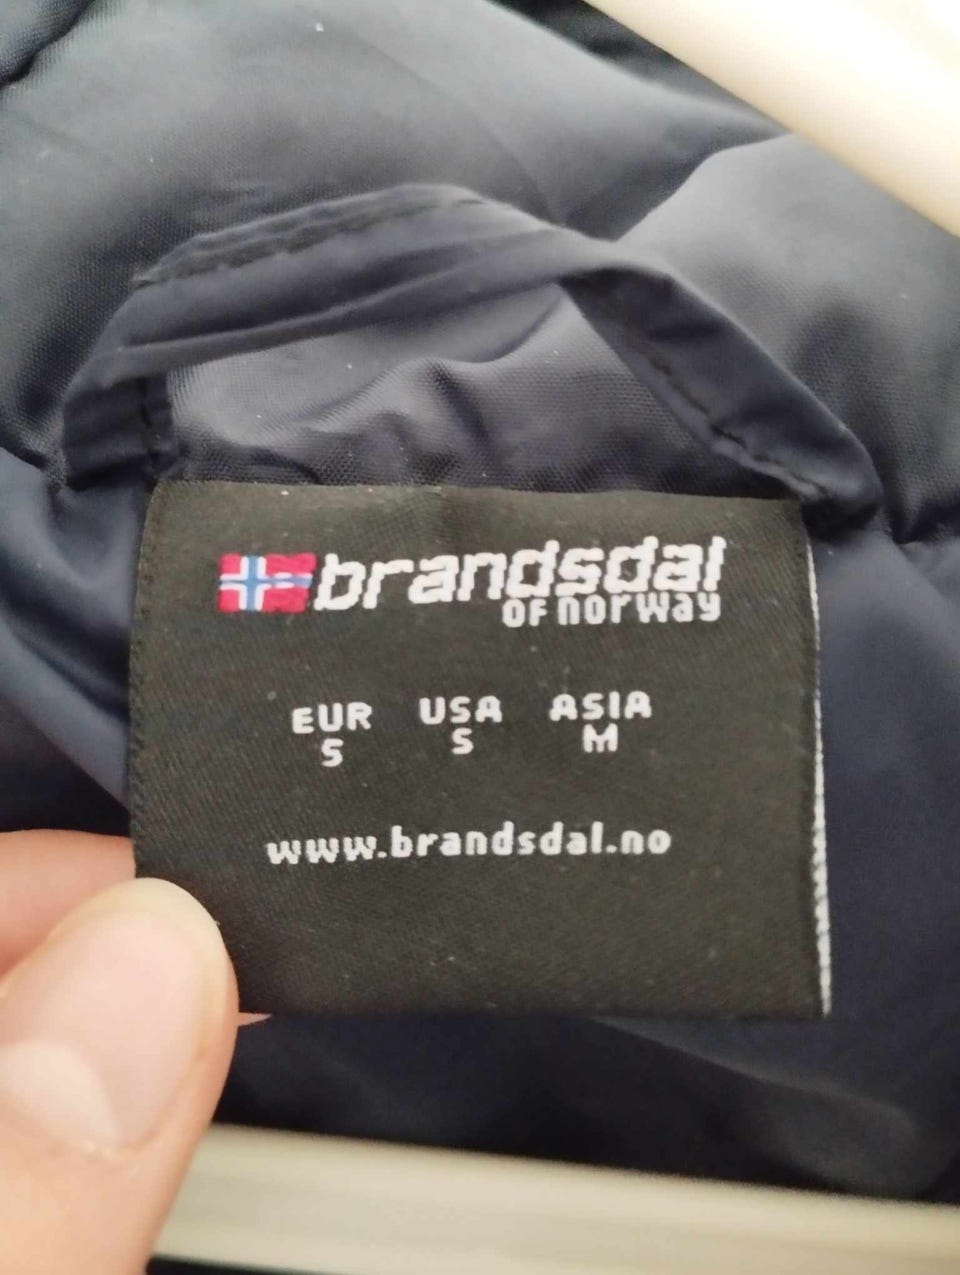 brandsdal
OF norway
EUR USA ASIA
S S M
www.brandsdal.no